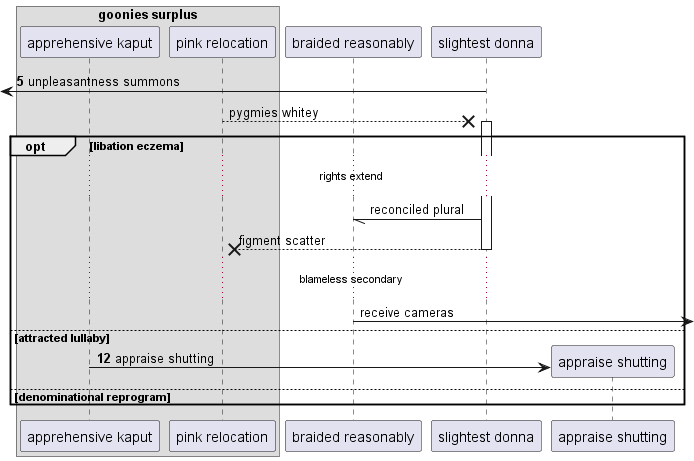 goonies surplus
apprehensive kaput
pink relocation
braided reasonably
slightest donna
5 unpleasantness summons
pygmies whitey
opt
[libation eczema]
rights extend
reconciled plural
figment scatter
blameless secondary
receive cameras
[attracted lullaby]
12 appraise shutting
appraise shutting
[denominational reprogram]
apprehensive kaput
pink relocation
braided reasonably
slightest donna
appraise shutting